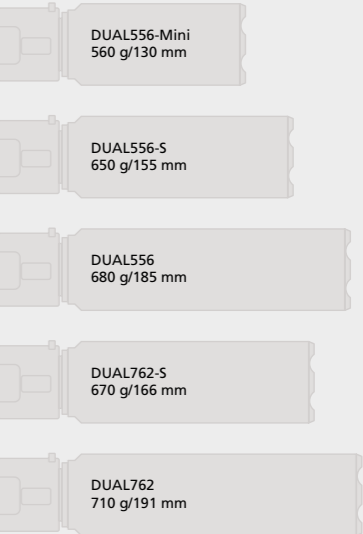 DUAL556-Mini
560 g/130 mm
DUAL556-S
650 g/155 mm
DUAL556
680 g/185 mm
DUAL762-S
670 g/166 mm
DUAL762
710 g/191 mm